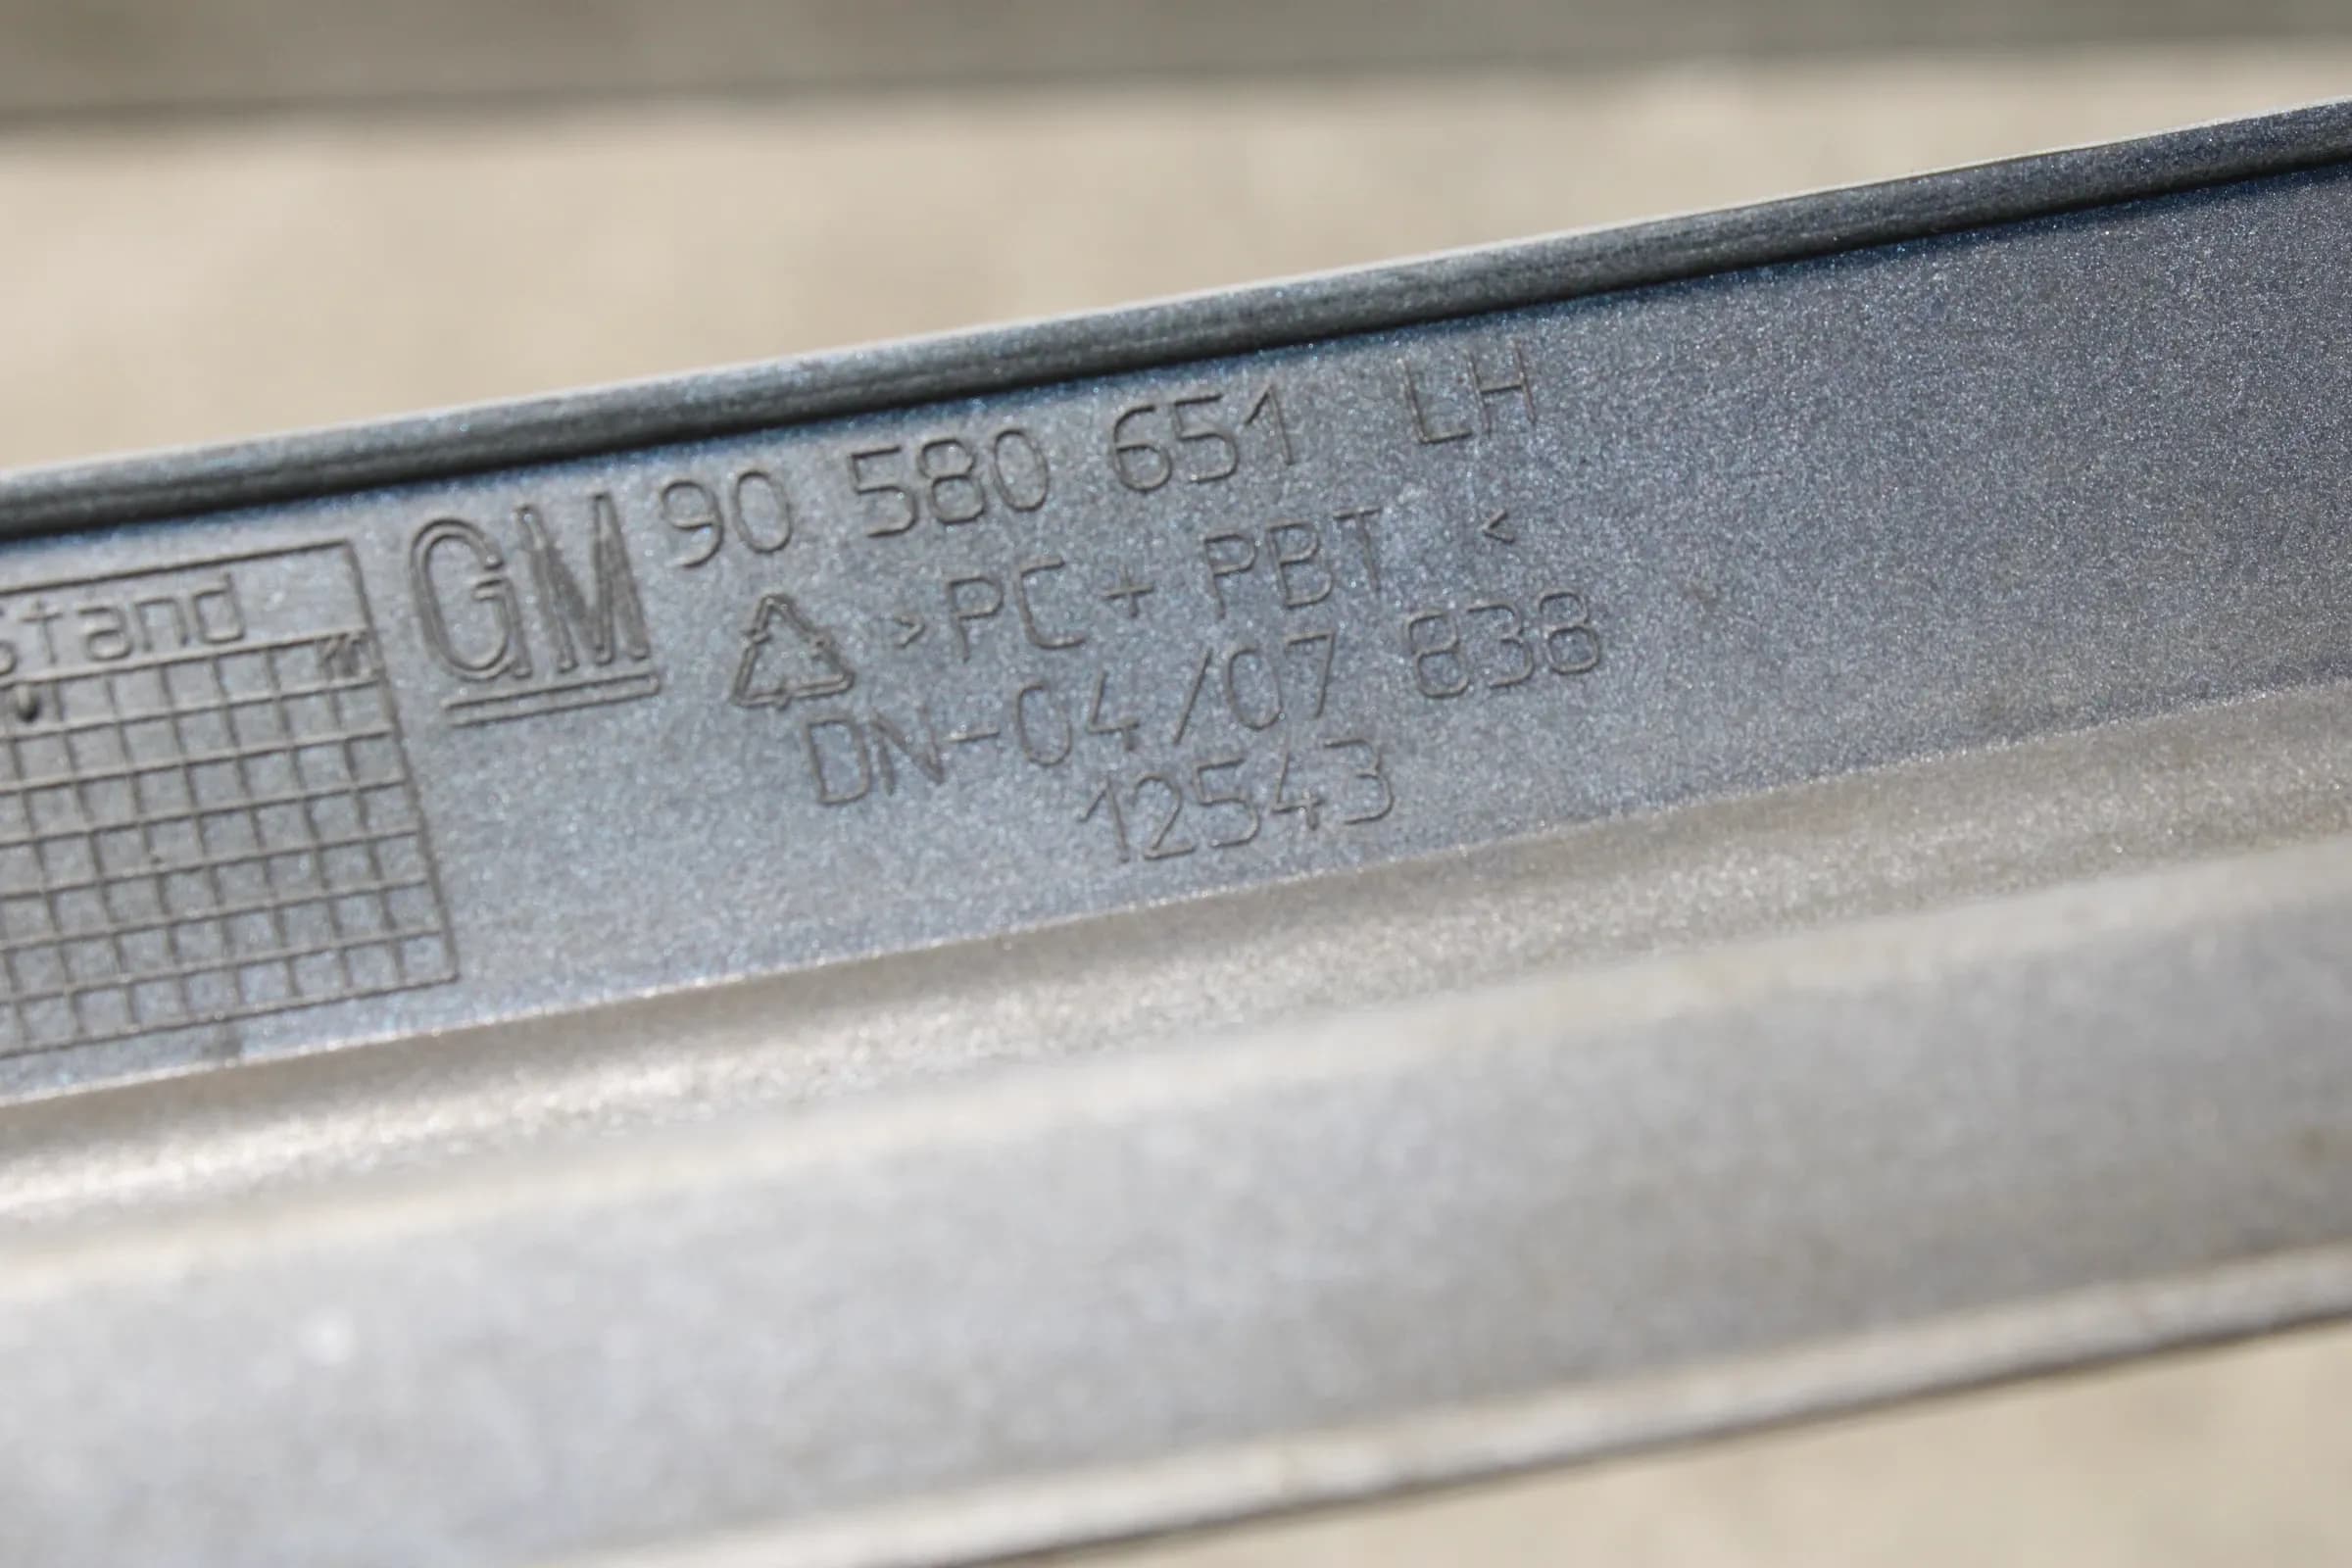 Stand
GM 90 580 651 LH
>PC + PBT <
DN-04/07 838
12543